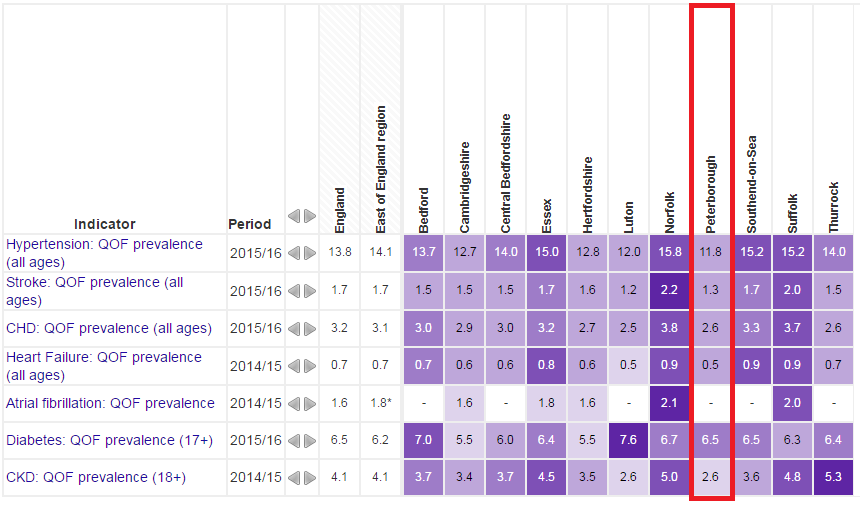 Indicator Period England East of England region Bedford Cambridgeshire Central Bedfordshire Essex Hertfordshire Luton Norfolk Peterborough Southend-on-Sea Suffolk Thurrock
Hypertension: QOF prevalence
(all ages) 2015/16 13.8 14.1 13.7 12.7 14.0 15.0 12.8 12.0 15.8 11.8 15.2 15.2 14.0
Stroke: QOF prevalence (all
ages) 2015/16 1.7 1.7 1.5 1.5 1.5 1.7 1.6 1.2 2.2 1.3 1.7 2.0 1.5
CHD: QOF prevalence (all ages) 2015/16 3.2 3.1 3.0 2.9 3.0 3.2 2.7 2.5 3.8 2.6 3.3 3.7 2.6
Heart Failure: QOF prevalence
(all ages) 2014/15 0.7 0.7 0.7 0.6 0.6 0.8 0.6 0.5 0.9 0.5 0.9 0.9 0.7
Atrial fibrillation: QOF prevalence 2014/15 1.6 1.8* - 1.6 - 1.8 1.6 - 2.1 - - 2.0 -
Diabetes: QOF prevalence (17+) 2015/16 6.5 6.2 7.0 5.5 6.0 6.4 5.5 7.6 6.7 6.5 6.5 6.3 6.4
CKD: QOF prevalence (18+) 2014/15 4.1 4.1 3.7 3.4 3.7 4.5 3.5 2.6 5.0 2.6 3.6 4.8 5.3